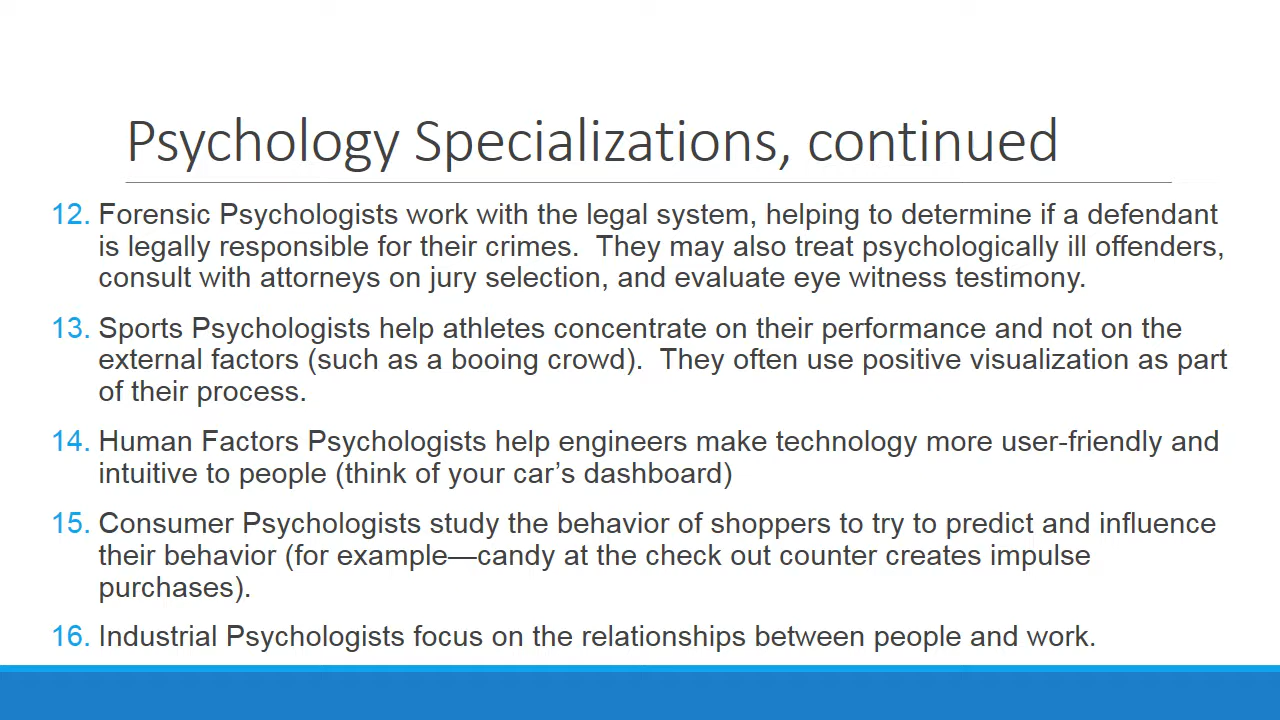 Psychology Specializations, continued
12. Forensic Psychologists work with the legal system, helping to determine if a defendant
is legally responsible for their crimes.  They may also treat psychologically ill offenders,
consult with attorneys on jury selection, and evaluate eye witness testimony.
13. Sports Psychologists help athletes concentrate on their performance and not on the
external factors (such as a booing crowd).  They often use positive visualization as part
of their process.
14. Human Factors Psychologists help engineers make technology more user-friendly and
intuitive to people (think of your car’s dashboard)
15. Consumer Psychologists study the behavior of shoppers to try to predict and influence
their behavior (for example—candy at the check out counter creates impulse
purchases).
16. Industrial Psychologists focus on the relationships between people and work.